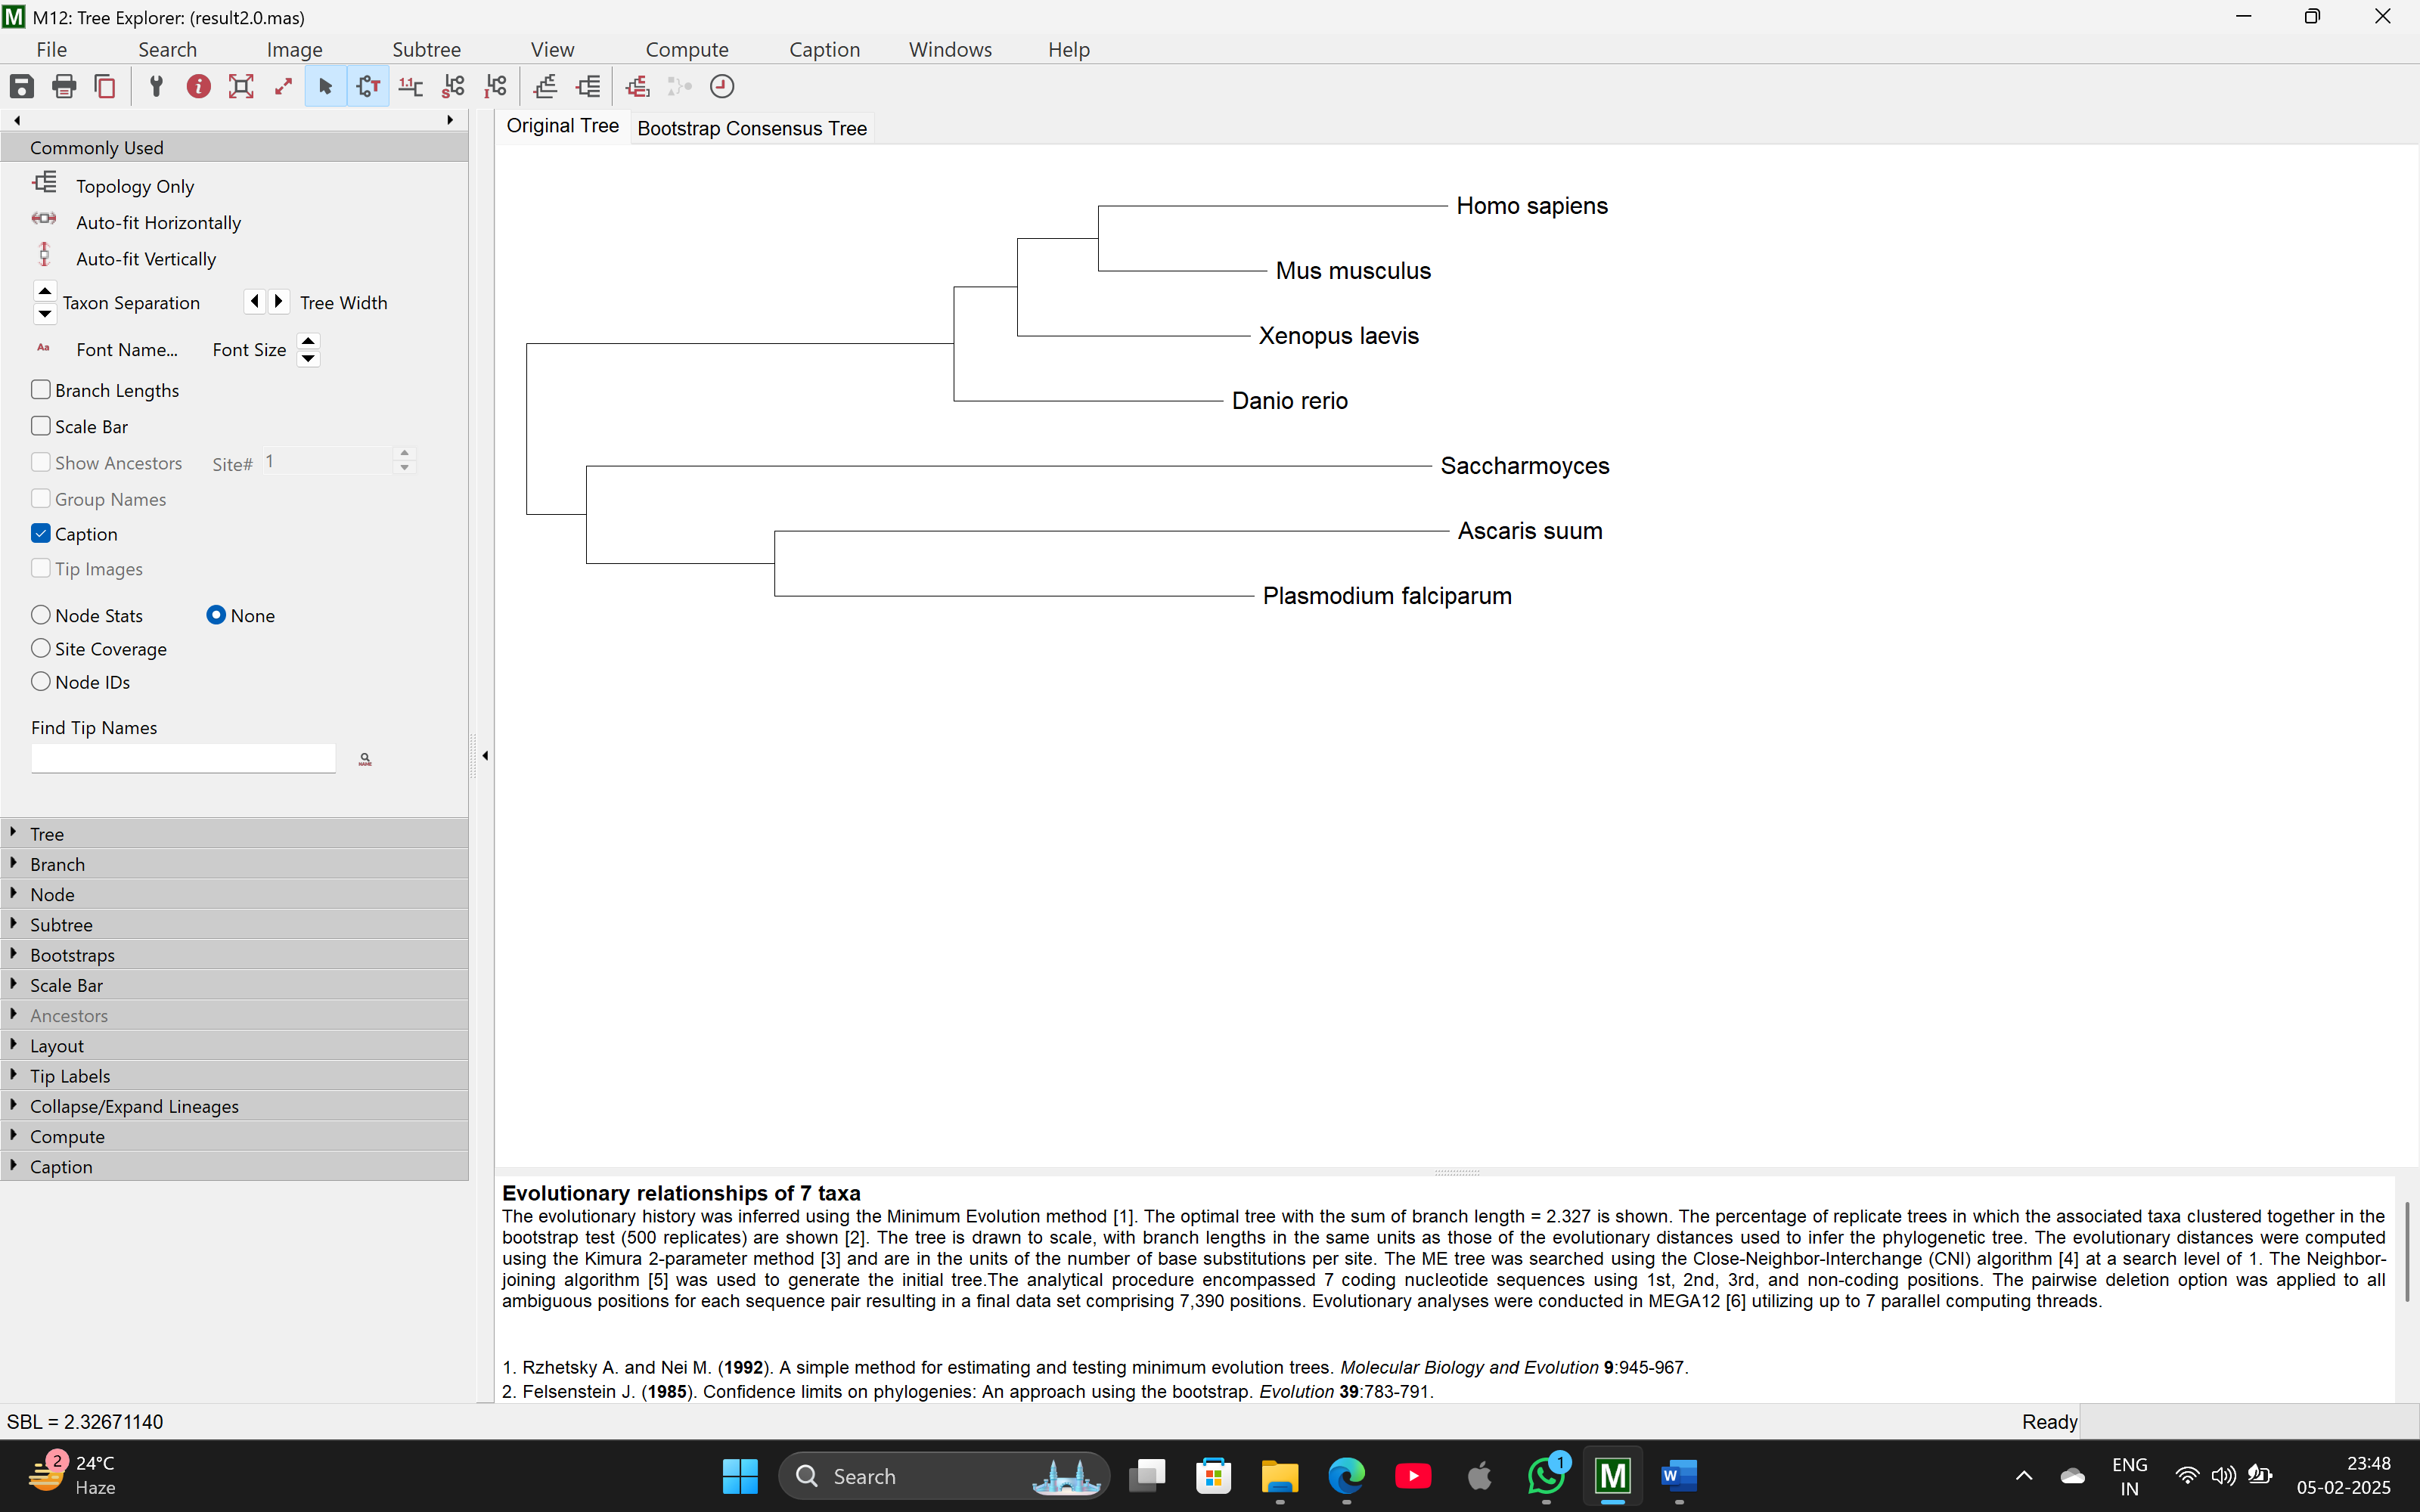 M12: Tree Explorer: (result2.0.mas)
File Search Image Subtree View Compute Caption Windows Help
Original Tree Bootstrap Consensus Tree
Commonly Used
Topology Only
Auto-fit Horizontally
Auto-fit Vertically
Taxon Separation Tree Width
Aa Font Name... Font Size
Branch Lengths
Scale Bar
Show Ancestors Site# 1
Group Names
Caption
Tip Images
Node Stats None
Site Coverage
Node IDs
Find Tip Names
Tree
Branch
Node
Subtree
Bootstraps
Scale Bar
Ancestors
Layout
Tip Labels
Collapse/Expand Lineages
Compute
Caption
Homo sapiens
Mus musculus
Xenopus laevis
Danio rerio
Saccharmoyces
Ascaris suum
Plasmodium falciparum
Evolutionary relationships of 7 taxa
The evolutionary history was inferred using the Minimum Evolution method [1]. The optimal tree with the sum of branch length = 2.327 is shown. The percentage of replicate trees in which the associated taxa clustered together in the
bootstrap test (500 replicates) are shown [2]. The tree is drawn to scale, with branch lengths in the same units as those of the evolutionary distances used to infer the phylogenetic tree. The evolutionary distances were computed
using the Kimura 2-parameter method [3] and are in the units of the number of base substitutions per site. The ME tree was searched using the Close-Neighbor-Interchange (CNI) algorithm [4] at a search level of 1. The Neighbor-
joining algorithm [5] was used to generate the initial tree.The analytical procedure encompassed 7 coding nucleotide sequences using 1st, 2nd, 3rd, and non-coding positions. The pairwise deletion option was applied to all
ambiguous positions for each sequence pair resulting in a final data set comprising 7,390 positions. Evolutionary analyses were conducted in MEGA12 [6] utilizing up to 7 parallel computing threads.
1. Rzhetsky A. and Nei M. (1992). A simple method for estimating and testing minimum evolution trees. Molecular Biology and Evolution 9:945-967.
2. Felsenstein J. (1985). Confidence limits on phylogenies: An approach using the bootstrap. Evolution 39:783-791.
SBL = 2.32671140 Ready
2 24°C
Haze
Search
1
M
W
ENG
IN
23:48
05-02-2025